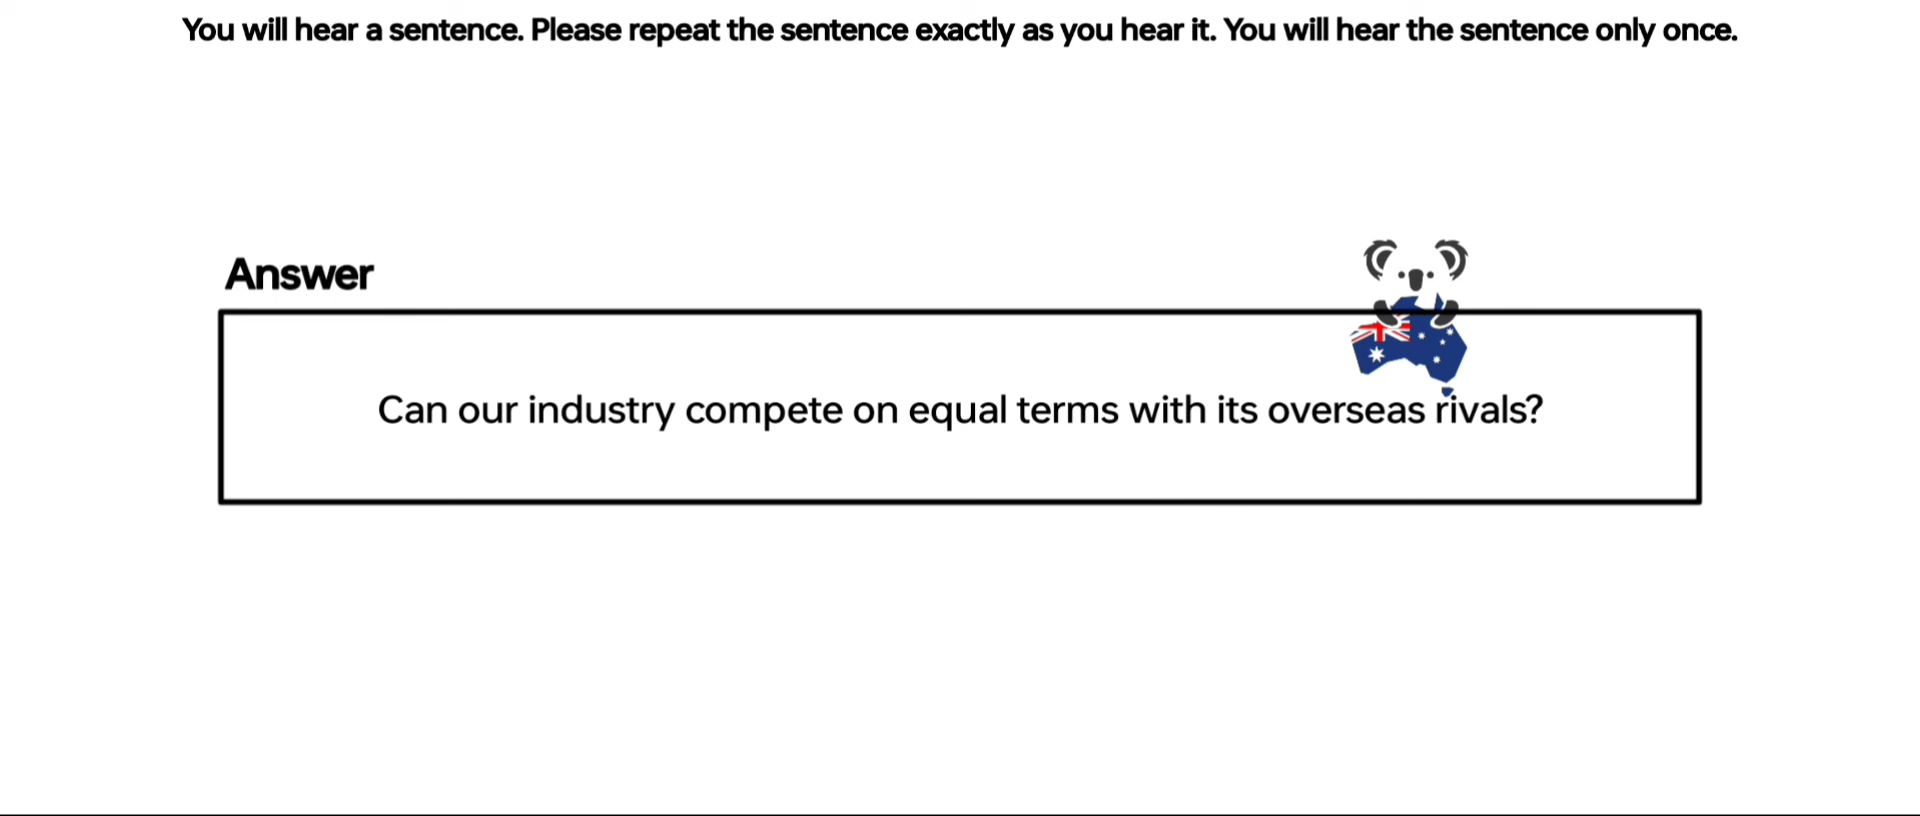 You will hear a sentence. Please repeat the sentence exactly as you hear it. You will hear the sentence only once.
Answer
Can our industry compete on equal terms with its overseas rivals?